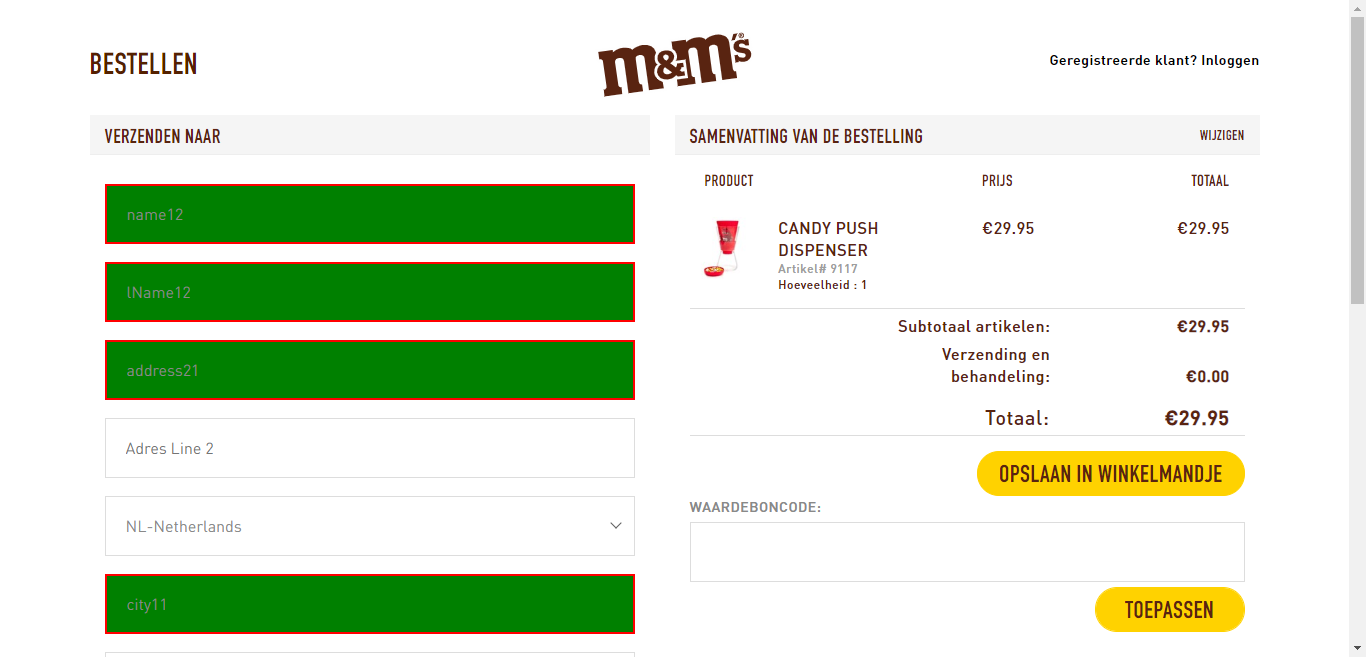 BESTELLEN
m&m's®
Geregistreerde klant? Inloggen
VERZENDEN NAAR
name12
lName12
address21
Adres Line 2
NL-Netherlands
city11
SAMENVATTING VAN DE BESTELLING
WIJZIGEN
PRODUCT PRIJS TOTAAL
CANDY PUSH €29.95 €29.95
DISPENSER
Artikel# 9117
Hoeveelheid : 1
Subtotaal artikelen: €29.95
Verzending en
behandeling: €0.00
Totaal: €29.95
OPSLAAN IN WINKELMANDJE
WAARDEBONCODE:
TOEPASSEN